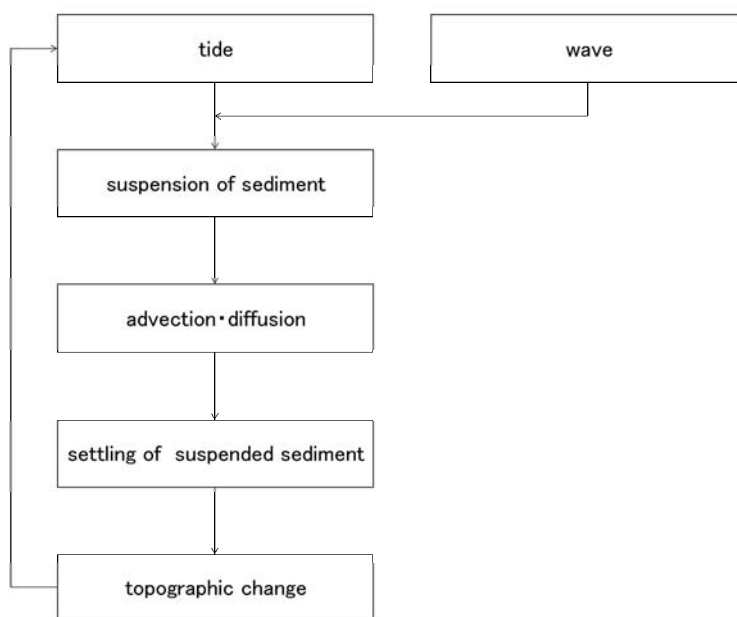 tide
wave
suspension of sediment
advection・diffusion
settling of suspended sediment
topographic change